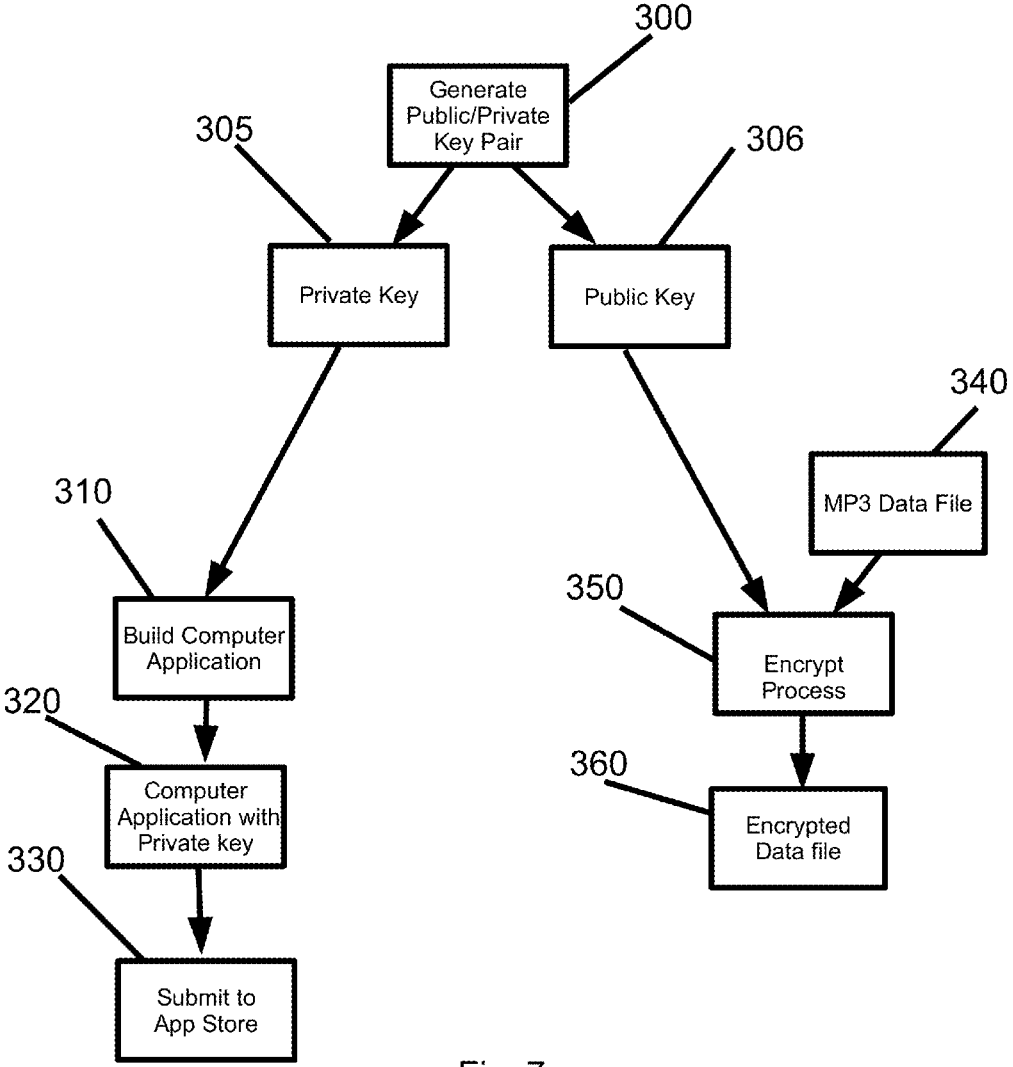 300
Generate
Public/Private
Key Pair
305
306
Private Key
Public Key
340
MP3 Data File
310
350
Build Computer
Application
Encrypt
Process
320
360
Computer
Application with
Private key
Encrypted
Data file
330
Submit to
App Store